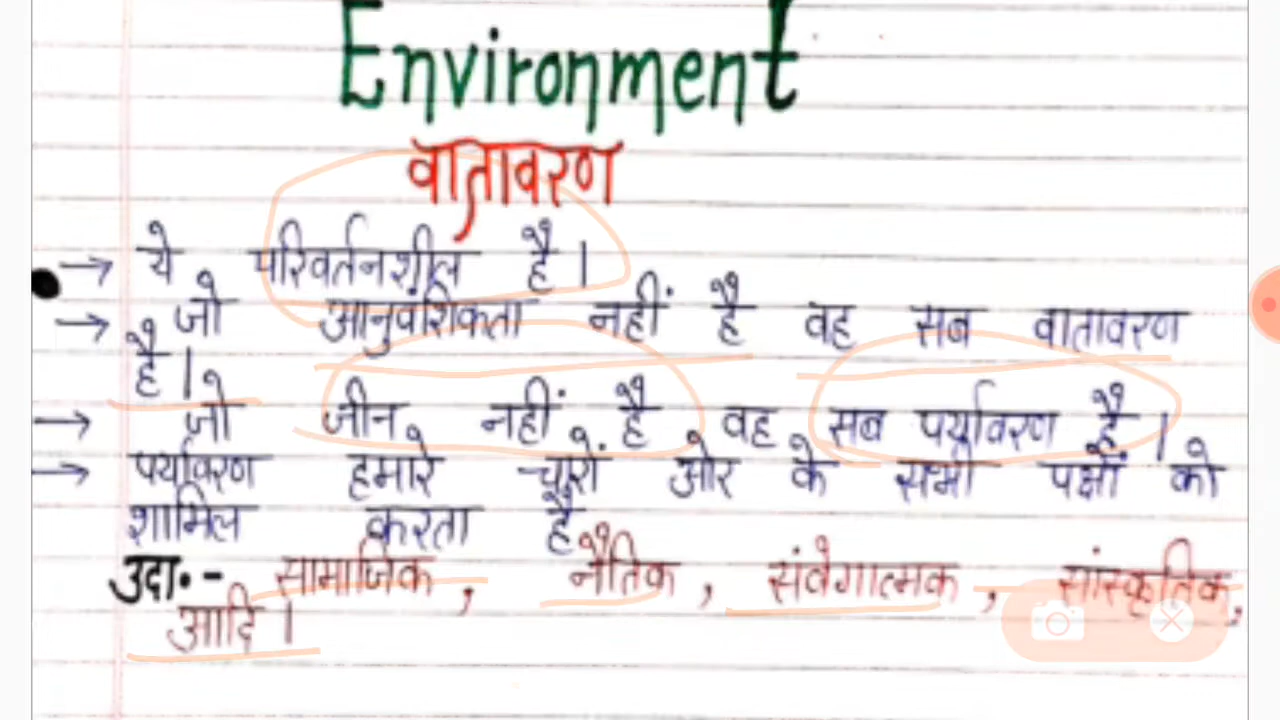 Environment
वातावरण
→ ये परिवर्तनशील है।
→ जो आनुवंशिकता नहीं है वह सब वातावरण
है।
→ जो जीन नहीं है वह सब पर्यावरण है।
→ पर्यावरण हमारे चारों ओर के सभी पक्षों को
शामिल करता है
उदा॰- सामाजिक, नैतिक, संवेगात्मक, सांस्कृतिक,
आदि।